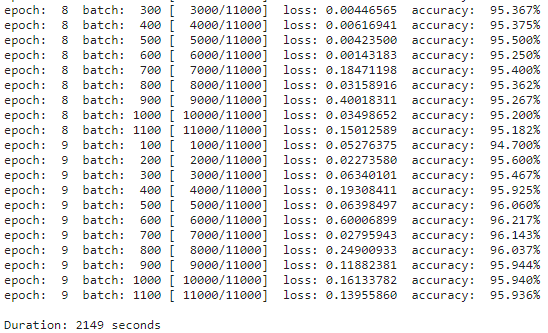 epoch:  8  batch:  300 [  3000/11000]  loss: 0.00446565  accuracy:  95.367%
epoch:  8  batch:  400 [  4000/11000]  loss: 0.00616941  accuracy:  95.375%
epoch:  8  batch:  500 [  5000/11000]  loss: 0.00423500  accuracy:  95.500%
epoch:  8  batch:  600 [  6000/11000]  loss: 0.00143183  accuracy:  95.250%
epoch:  8  batch:  700 [  7000/11000]  loss: 0.18471198  accuracy:  95.400%
epoch:  8  batch:  800 [  8000/11000]  loss: 0.03158916  accuracy:  95.362%
epoch:  8  batch:  900 [  9000/11000]  loss: 0.40018311  accuracy:  95.267%
epoch:  8  batch: 1000 [ 10000/11000]  loss: 0.03498652  accuracy:  95.200%
epoch:  8  batch: 1100 [ 11000/11000]  loss: 0.15012589  accuracy:  95.182%
epoch:  9  batch:  100 [  1000/11000]  loss: 0.05276375  accuracy:  94.700%
epoch:  9  batch:  200 [  2000/11000]  loss: 0.02273580  accuracy:  95.600%
epoch:  9  batch:  300 [  3000/11000]  loss: 0.06340101  accuracy:  95.467%
epoch:  9  batch:  400 [  4000/11000]  loss: 0.19308411  accuracy:  95.925%
epoch:  9  batch:  500 [  5000/11000]  loss: 0.06398497  accuracy:  96.060%
epoch:  9  batch:  600 [  6000/11000]  loss: 0.60006899  accuracy:  96.217%
epoch:  9  batch:  700 [  7000/11000]  loss: 0.02795943  accuracy:  96.143%
epoch:  9  batch:  800 [  8000/11000]  loss: 0.24900933  accuracy:  96.037%
epoch:  9  batch:  900 [  9000/11000]  loss: 0.11882381  accuracy:  95.944%
epoch:  9  batch: 1000 [ 10000/11000]  loss: 0.16133782  accuracy:  95.940%
epoch:  9  batch: 1100 [ 11000/11000]  loss: 0.13955860  accuracy:  95.936%
Duration: 2149 seconds